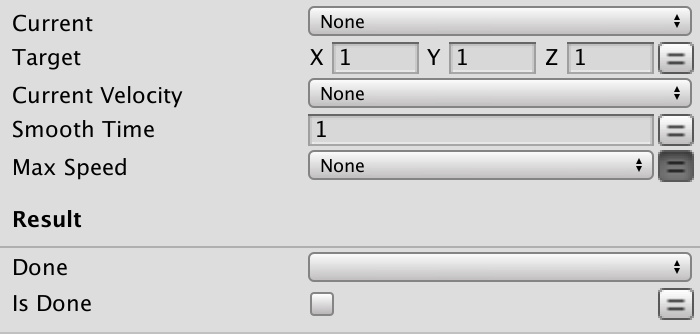 Current None
Target X 1 Y 1 Z 1
Current Velocity None
Smooth Time 1
Max Speed None
Result
Done
Is Done